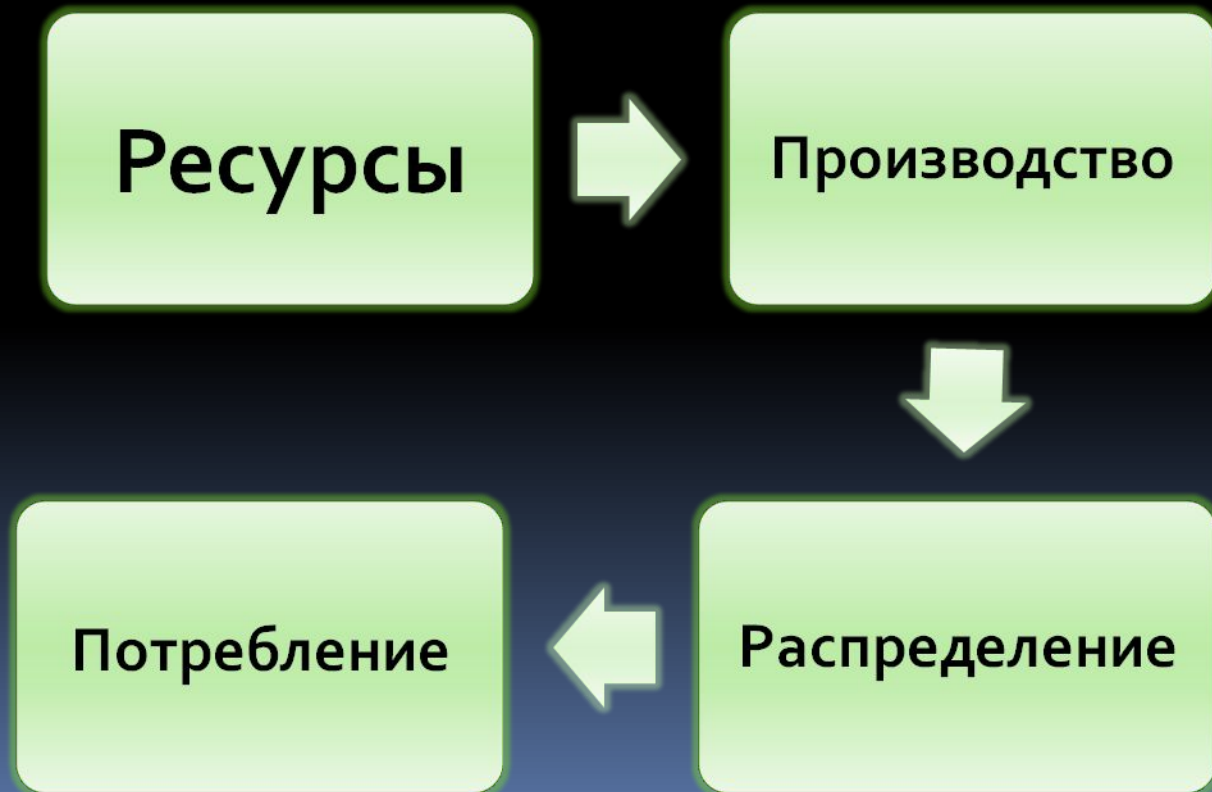 Ресурсы
Производство
Распределение
Потребление